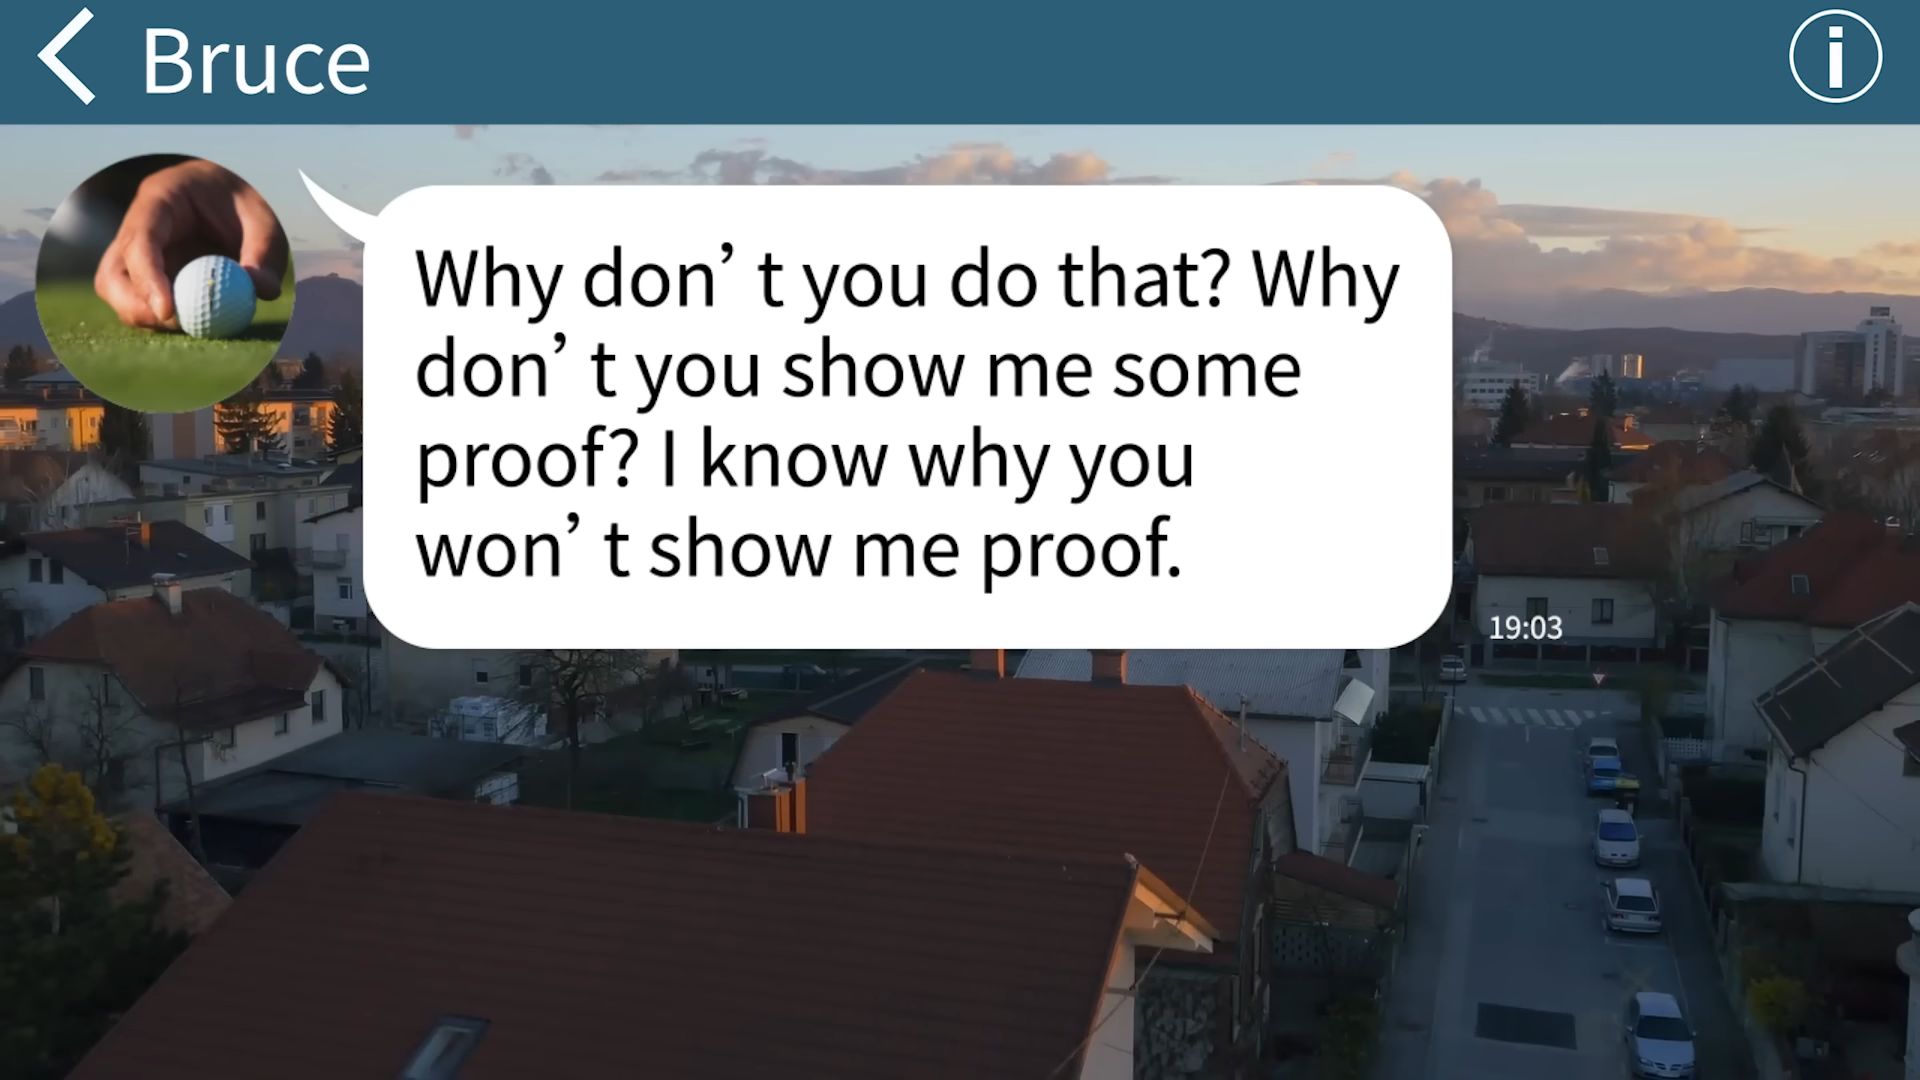 Bruce
Why don’t you do that? Why
don’t you show me some
proof? I know why you
won’t show me proof.
19:03